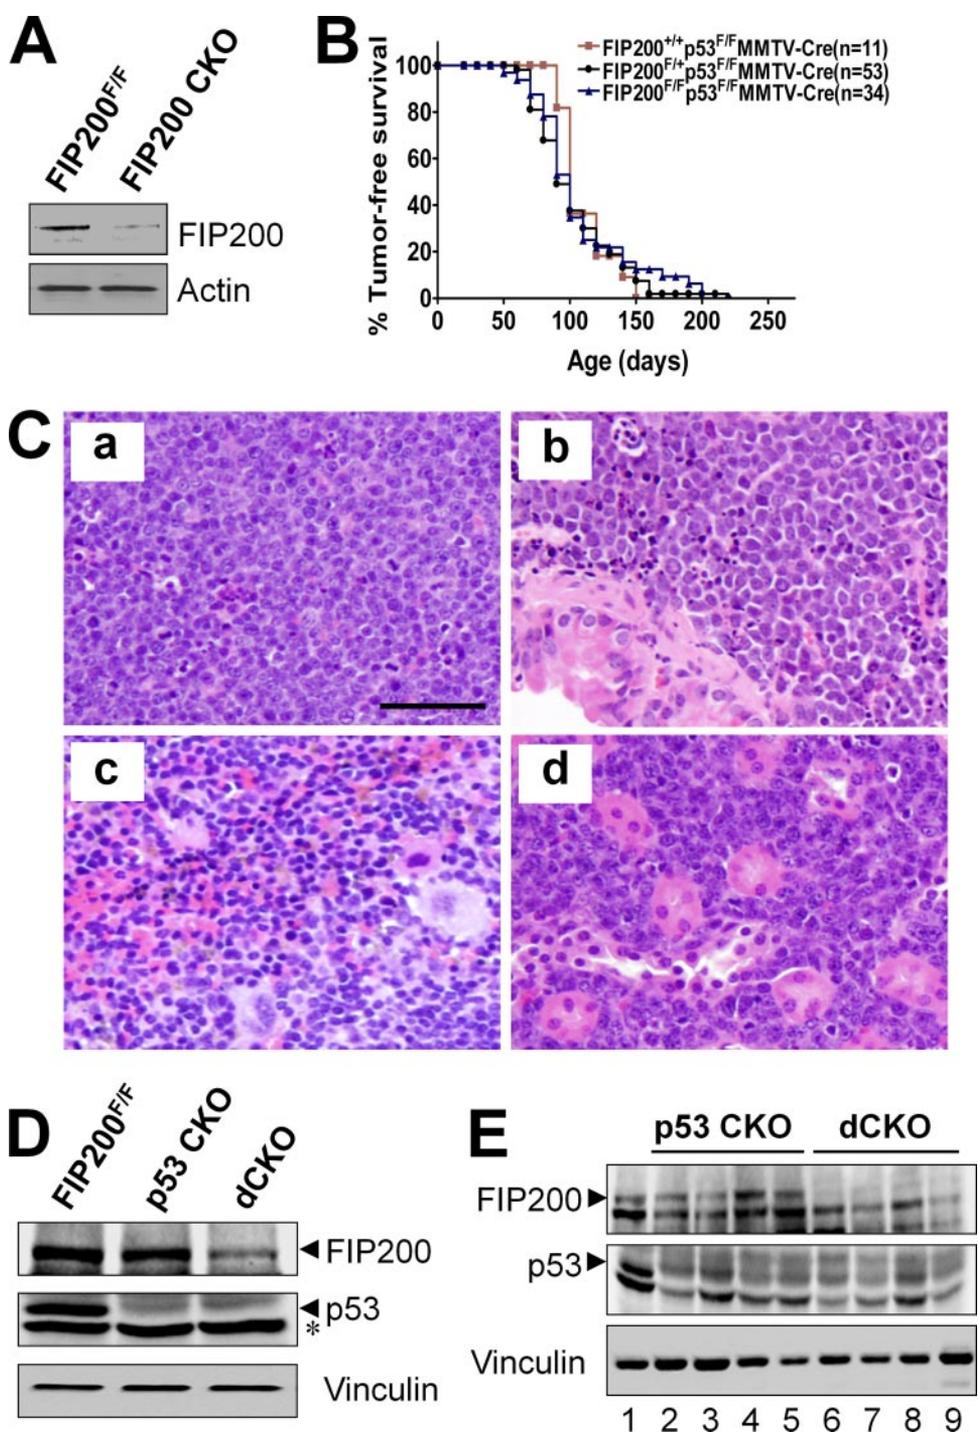 A
FIP200F/F
FIP200 CKO
FIP200
Actin
B
FIP200+/+p53F/FMMTV-Cre(n=11)
FIP200F/+p53F/FMMTV-Cre(n=53)
FIP200F/Fp53F/FMMTV-Cre(n=34)
% Tumor-free survival
100
80
60
40
20
0
0 50 100 150 200 250
Age (days)
C
a
b
c
d
D
FIP200F/F
p53 CKO
dCKO
FIP200
p53
*
Vinculin
E
p53 CKO dCKO
FIP200
p53
Vinculin
1 2 3 4 5 6 7 8 9